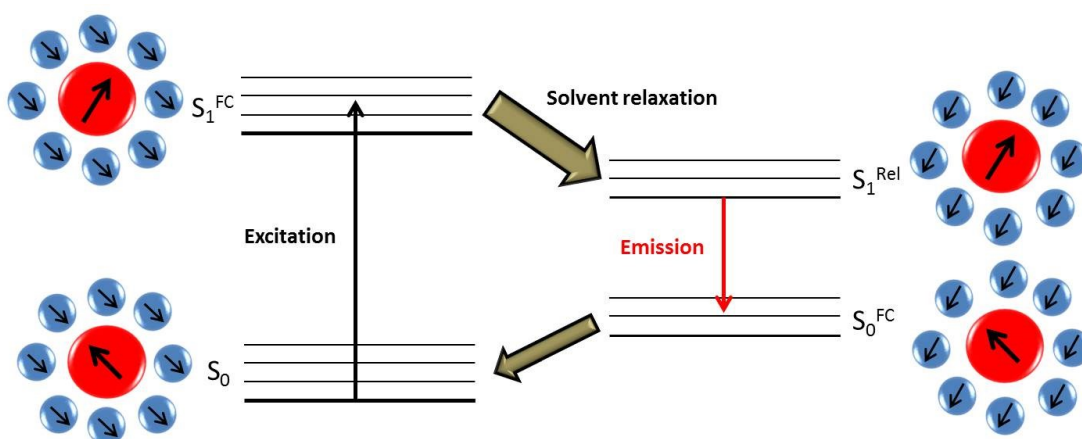 S₁ᶠᶜ
Solvent relaxation
S₁ᴿᵉˡ
Excitation
Emission
S₀ᶠᶜ
S₀